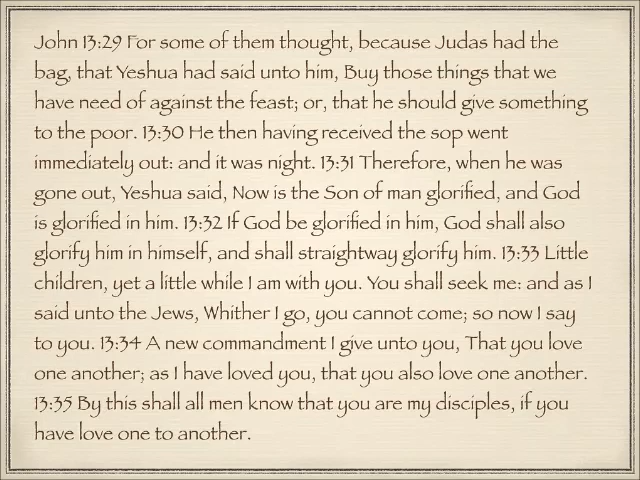 John 13:29 For some of them thought, because Judas had the
bag, that Yeshua had said unto him, Buy those things that we
have need of against the feast; or, that he should give something
to the poor. 13:30 He then having received the sop went
immediately out: and it was night. 13:31 Therefore, when he was
gone out, Yeshua said, Now is the Son of man glorified, and God
is glorified in him. 13:32 If God be glorified in him, God shall also
glorify him in himself, and shall straightway glorify him. 13:33 Little
children, yet a little while I am with you. You shall seek me: and as I
said unto the Jews, Whither I go, you cannot come; so now I say
to you. 13:34 A new commandment I give unto you, That you love
one another; as I have loved you, that you also love one another.
13:35 By this shall all men know that you are my disciples, if you
have love one to another.